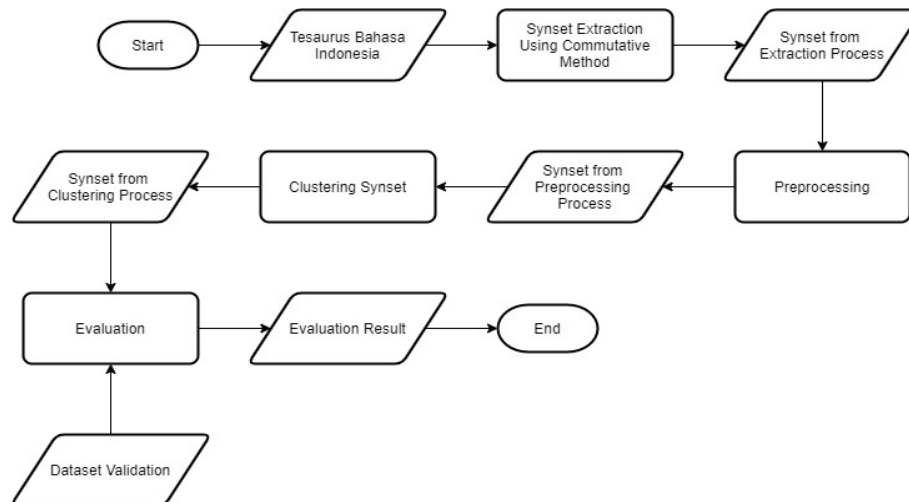 Start
Tesaurus Bahasa
Indonesia
Synset Extraction
Using Commutative
Method
Synset from
Extraction Process
Synset from
Clustering Process
Clustering Synset
Synset from
Preprocessing
Process
Preprocessing
Evaluation
Evaluation Result
End
Dataset Validation